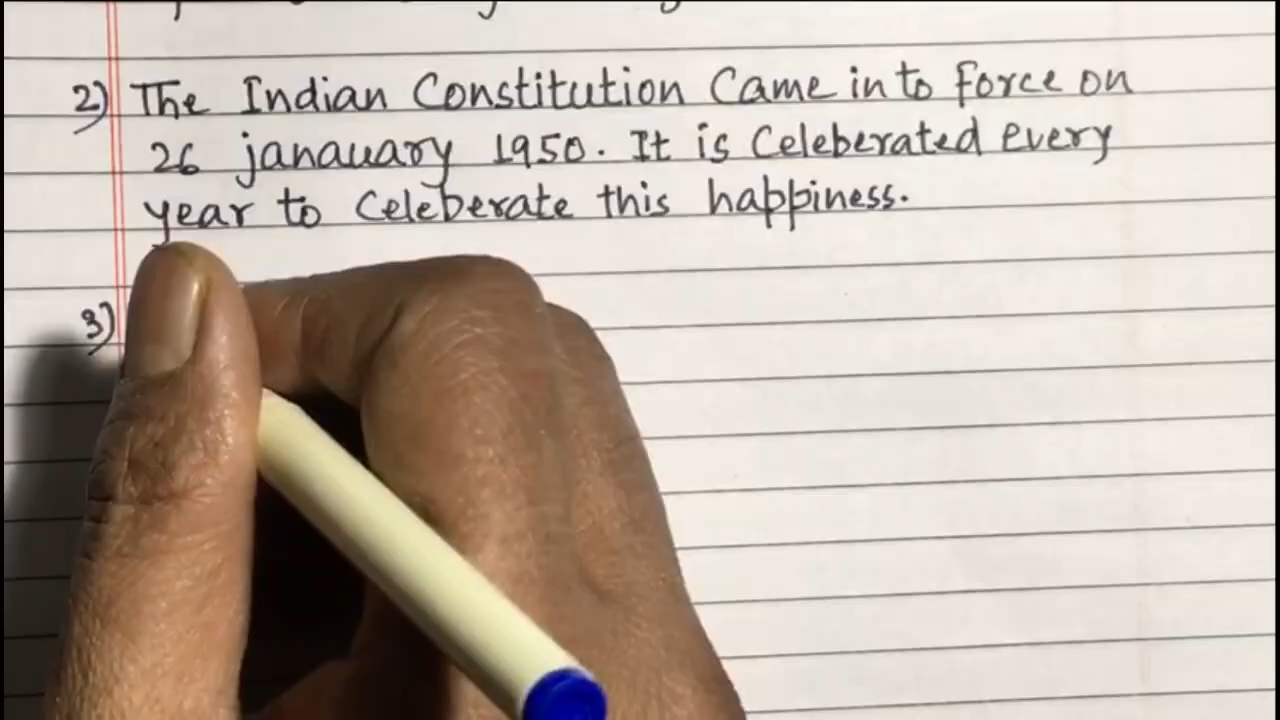 2) The Indian Constitution Came in to force on
26 janauary 1950. It is Celeberated every
year to Celeberate this happiness.
3)